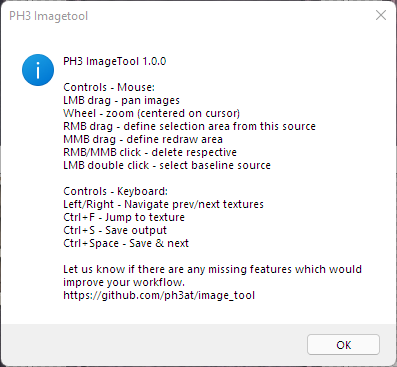 PH3 Imagetool
PH3 ImageTool 1.0.0
Controls - Mouse:
LMB drag - pan images
Wheel - zoom (centered on cursor)
RMB drag - define selection area from this source
MMB drag - define redraw area
RMB/MMB click - delete respective
LMB double click - select baseline source
Controls - Keyboard:
Left/Right - Navigate prev/next textures
Ctrl+F - Jump to texture
Ctrl+S - Save output
Ctrl+Space - Save & next
Let us know if there are any missing features which would
improve your workflow.
https://github.com/ph3at/image_tool
OK